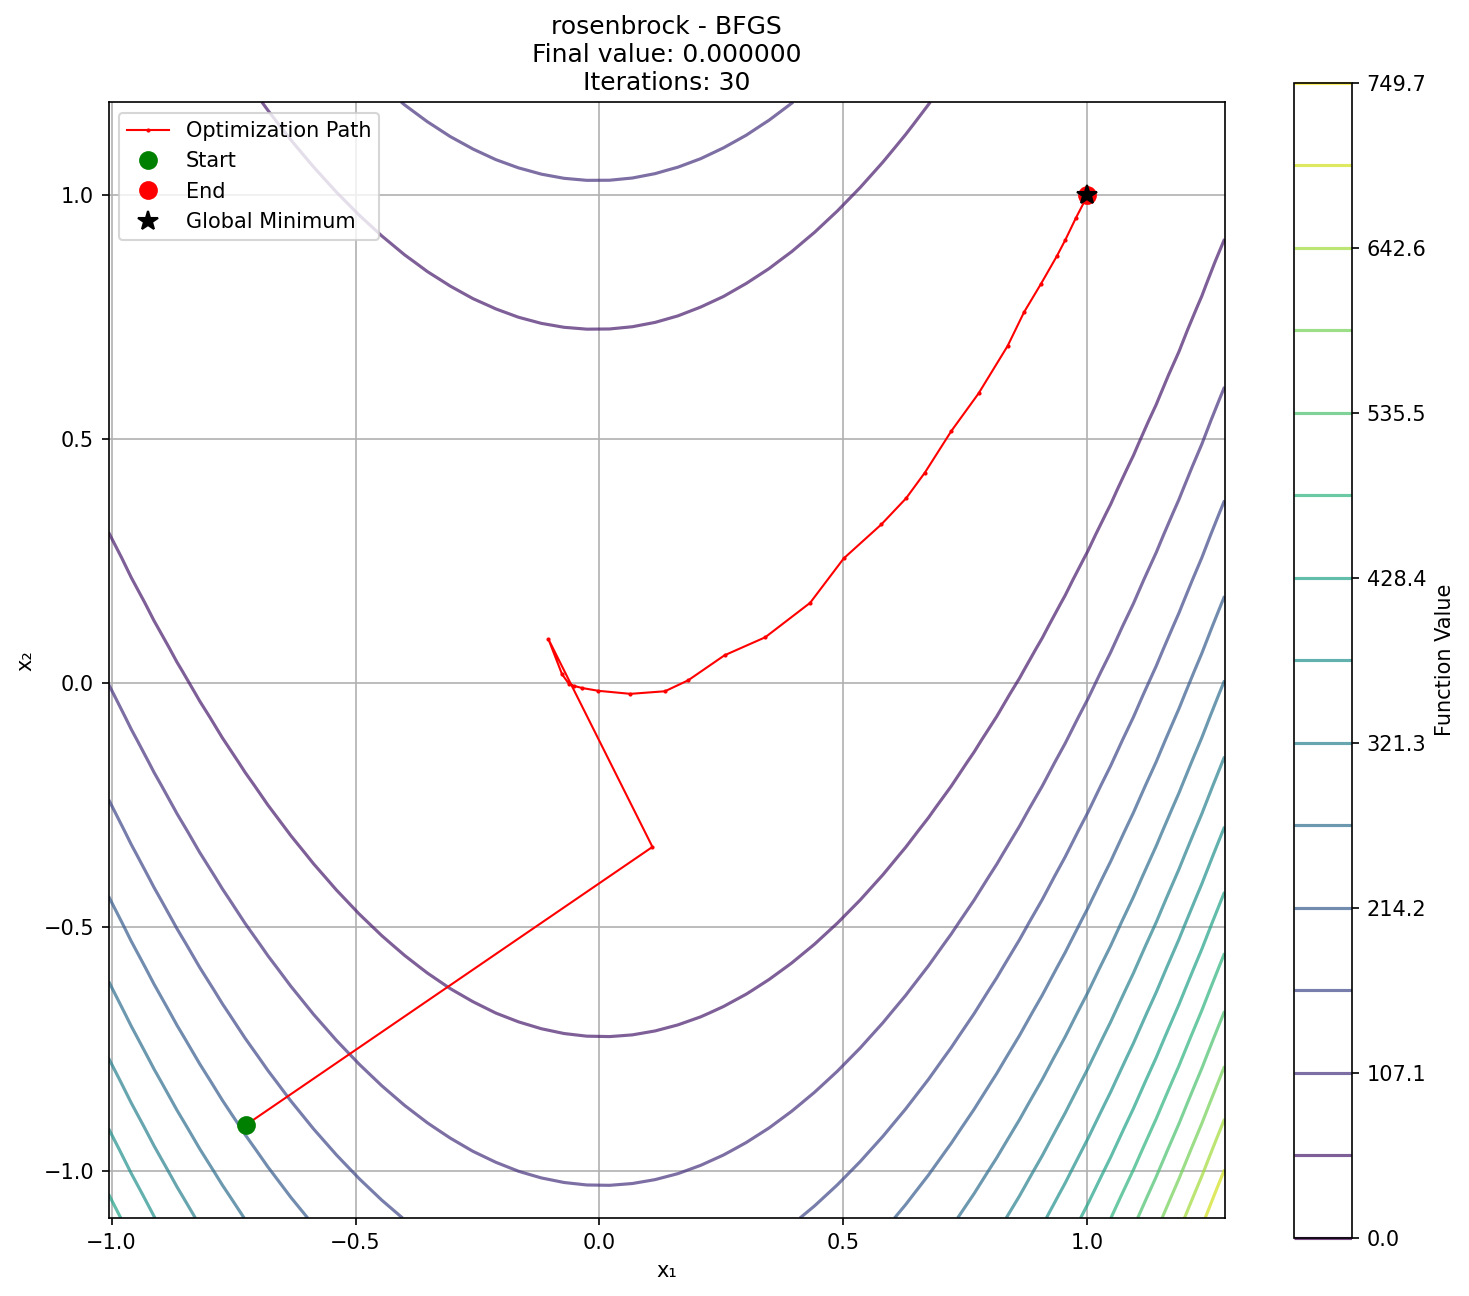 rosenbrock - BFGS
Final value: 0.000000
Iterations: 30
Optimization Path
Start
End
Global Minimum
1.0
0.5
0.0
−0.5
−1.0
x₂
−1.0
−0.5
0.0
0.5
1.0
x₁
749.7
642.6
535.5
428.4
321.3
214.2
107.1
0.0
Function Value